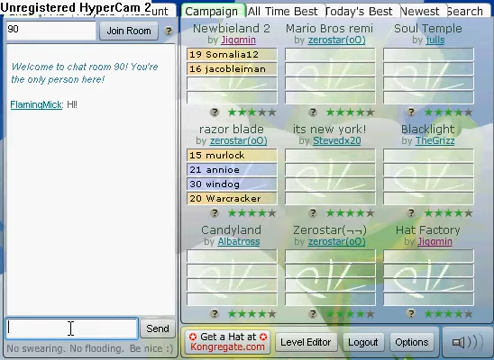 Unregistered HyperCam 2
unt
90
Join Room
?
Welcome to chat room 90! You're
the only person here!
FlamingMick: HI!
Send
No swearing. No flooding. Be nice :)
Campaign
All Time Best
Today's Best
Newest
Search
Newbieland 2
by Jiggmin
19 Somalia12
16 jacobleiman
?
Mario Bros remi
by zerostar(oO)
?
Soul Temple
by julls
?
razor blade
by zerostar(oO)
15 murlock
21 annioe
30 windog
20 Warcracker
?
its new york!
by Stevedx20
?
Blacklight
by TheGrizz
?
Candyland
by Albatross
?
Zerostar(¬¬)
by zerostar(oO)
?
Hat Factory
by Jiggmin
?
Get a Hat at
Kongregate.com
Level Editor
Logout
Options